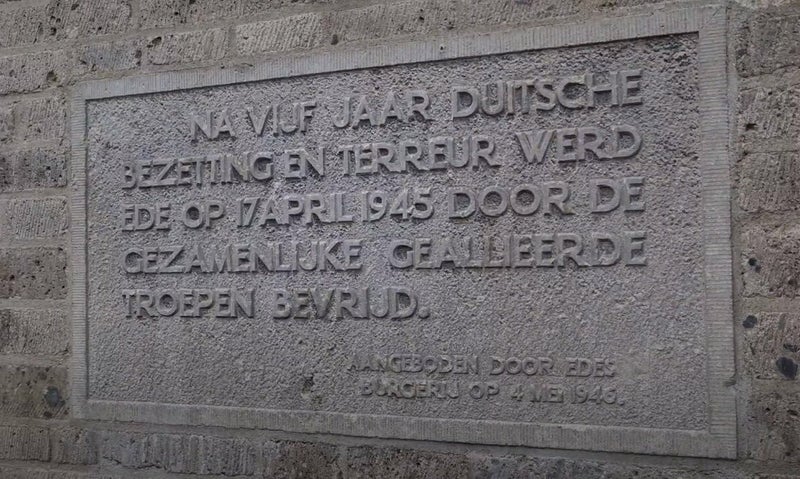 NA VIJF JAAR DUITSCHE
BEZETTING EN TERREUR WERD
EDE OP 17 APRIL 1945 DOOR DE
GEZAMENLIJKE GEALLIEERDE
TROEPEN BEVRIJD.
AANGEBODEN DOOR EDES
BURGERIJ OP 4 MEI 1946.